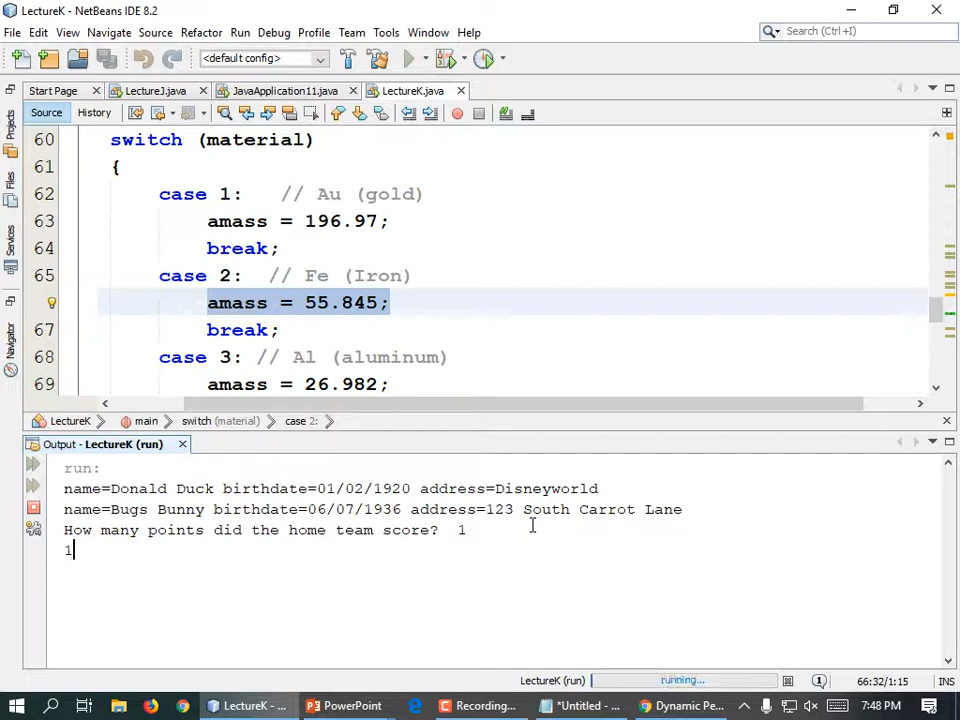 LectureK - NetBeans IDE 8.2
File Edit View Navigate Source Refactor Run Debug Profile Team Tools Window Help
Search (Ctrl+I)
<default config>
Start Page LectureJ.java JavaApplication11.java LectureK.java
Source History
60 switch (material)
61 {
62 case 1: // Au (gold)
63 amass = 196.97;
64 break;
65 case 2: // Fe (Iron)
amass = 55.845;
67 break;
68 case 3: // Al (aluminum)
69 amass = 26.982;
Projects
Files
Services
Navigator
LectureK main switch (material) case 2:
Output - LectureK (run)
run:
name=Donald Duck birthdate=01/02/1920 address=Disneyworld
name=Bugs Bunny birthdate=06/07/1936 address=123 South Carrot Lane
How many points did the home team score? 1
1
LectureK (run) running... 1 66:32/1:15 INS
LectureK - ... PowerPoint Recording... *Untitled - ... Dynamic Pe... 7:48 PM